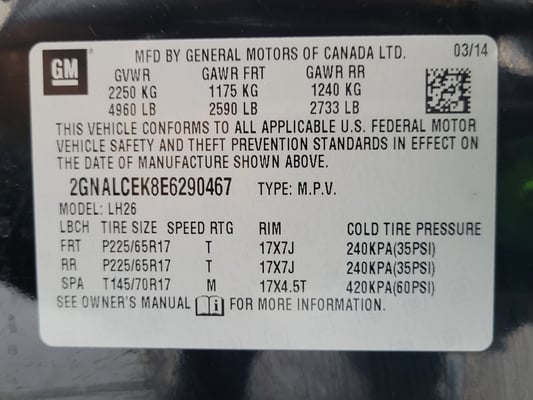 GM ®
MFD BY GENERAL MOTORS OF CANADA LTD. 03/14
GVWR GAWR FRT GAWR RR
2250 KG 1175 KG 1240 KG
4960 LB 2590 LB 2733 LB
THIS VEHICLE CONFORMS TO ALL APPLICABLE U.S. FEDERAL MOTOR
VEHICLE SAFETY AND THEFT PREVENTION STANDARDS IN EFFECT ON
THE DATE OF MANUFACTURE SHOWN ABOVE.
2GNALCEK8E6290467 TYPE: M.P.V.
MODEL: LH26
LBCH TIRE SIZE SPEED RTG RIM COLD TIRE PRESSURE
FRT P225/65R17 T 17X7J 240KPA(35PSI)
RR P225/65R17 T 17X7J 240KPA(35PSI)
SPA T145/70R17 M 17X4.5T 420KPA(60PSI)
SEE OWNER'S MANUAL FOR MORE INFORMATION.